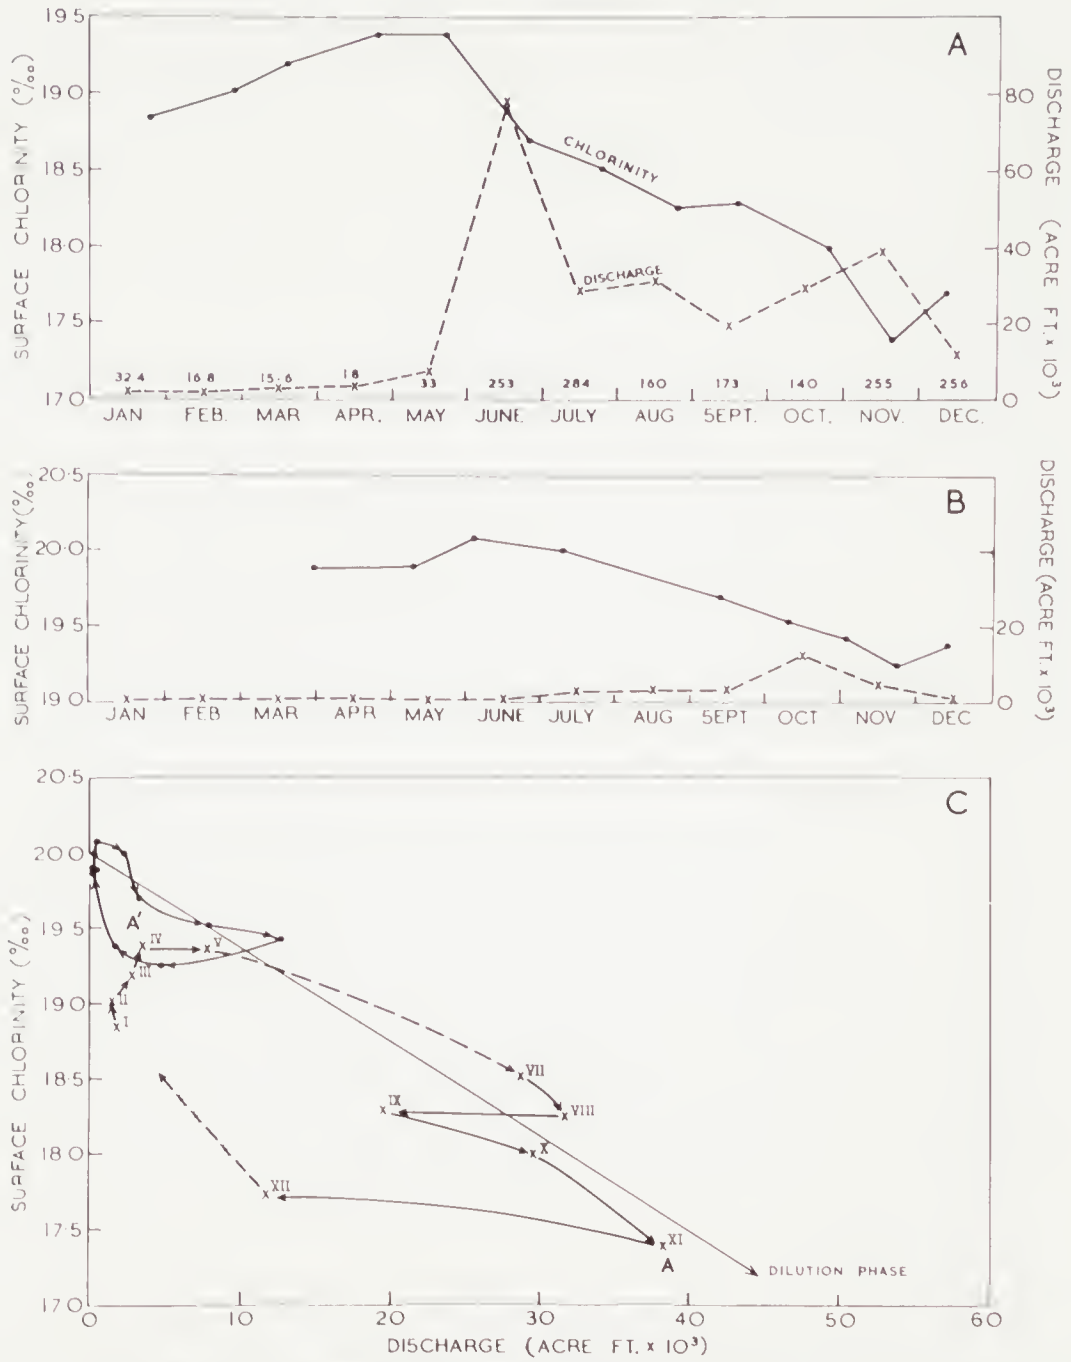 A
SURFACE CHLORINITY (‰)
19·5
19·0
18·5
18·0
17·5
17·0
CHLORINITY
DISCHARGE
DISCHARGE (ACRE FT. × 10³)
80
60
40
20
0
32·4 16·8 15·6 18 33 253 284 160 173 140 255 256
JAN FEB. MAR APR. MAY JUNE. JULY AUG SEPT. OCT. NOV. DEC.
B
SURFACE CHLORINITY (‰)
20·5
20·0
19·5
19·0
DISCHARGE (ACRE FT. × 10³)
20
0
JAN FEB MAR APR MAY JUNE JULY AUG SEPT OCT NOV DEC
C
SURFACE CHLORINITY (‰)
20·5
20·0
19·5
19·0
18·5
18·0
17·5
17·0
A'
IV
V
III
II
I
VII
VIII
IX
X
XII
XI
A
DILUTION PHASE
0 10 20 30 40 50 60
DISCHARGE (ACRE FT. × 10³)